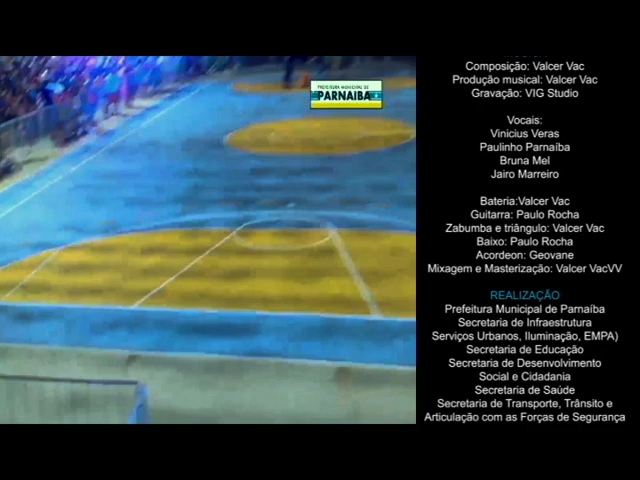 PREFEITURA MUNICIPAL DE
PARNAÍBA
Composição: Valcer Vac
Produção musical: Valcer Vac
Gravação: VIG Studio
Vocais:
Vinicius Veras
Paulinho Parnaíba
Bruna Mel
Jairo Marreiro
Bateria:Valcer Vac
Guitarra: Paulo Rocha
Zabumba e triângulo: Valcer Vac
Baixo: Paulo Rocha
Acordeon: Geovane
Mixagem e Masterização: Valcer VacVV
REALIZAÇÃO
Prefeitura Municipal de Parnaíba
Secretaria de Infraestrutura
Serviços Urbanos, Iluminação, EMPA)
Secretaria de Educação
Secretaria de Desenvolvimento
Social e Cidadania
Secretaria de Saúde
Secretaria de Transporte, Trânsito e
Articulação com as Forças de Segurança